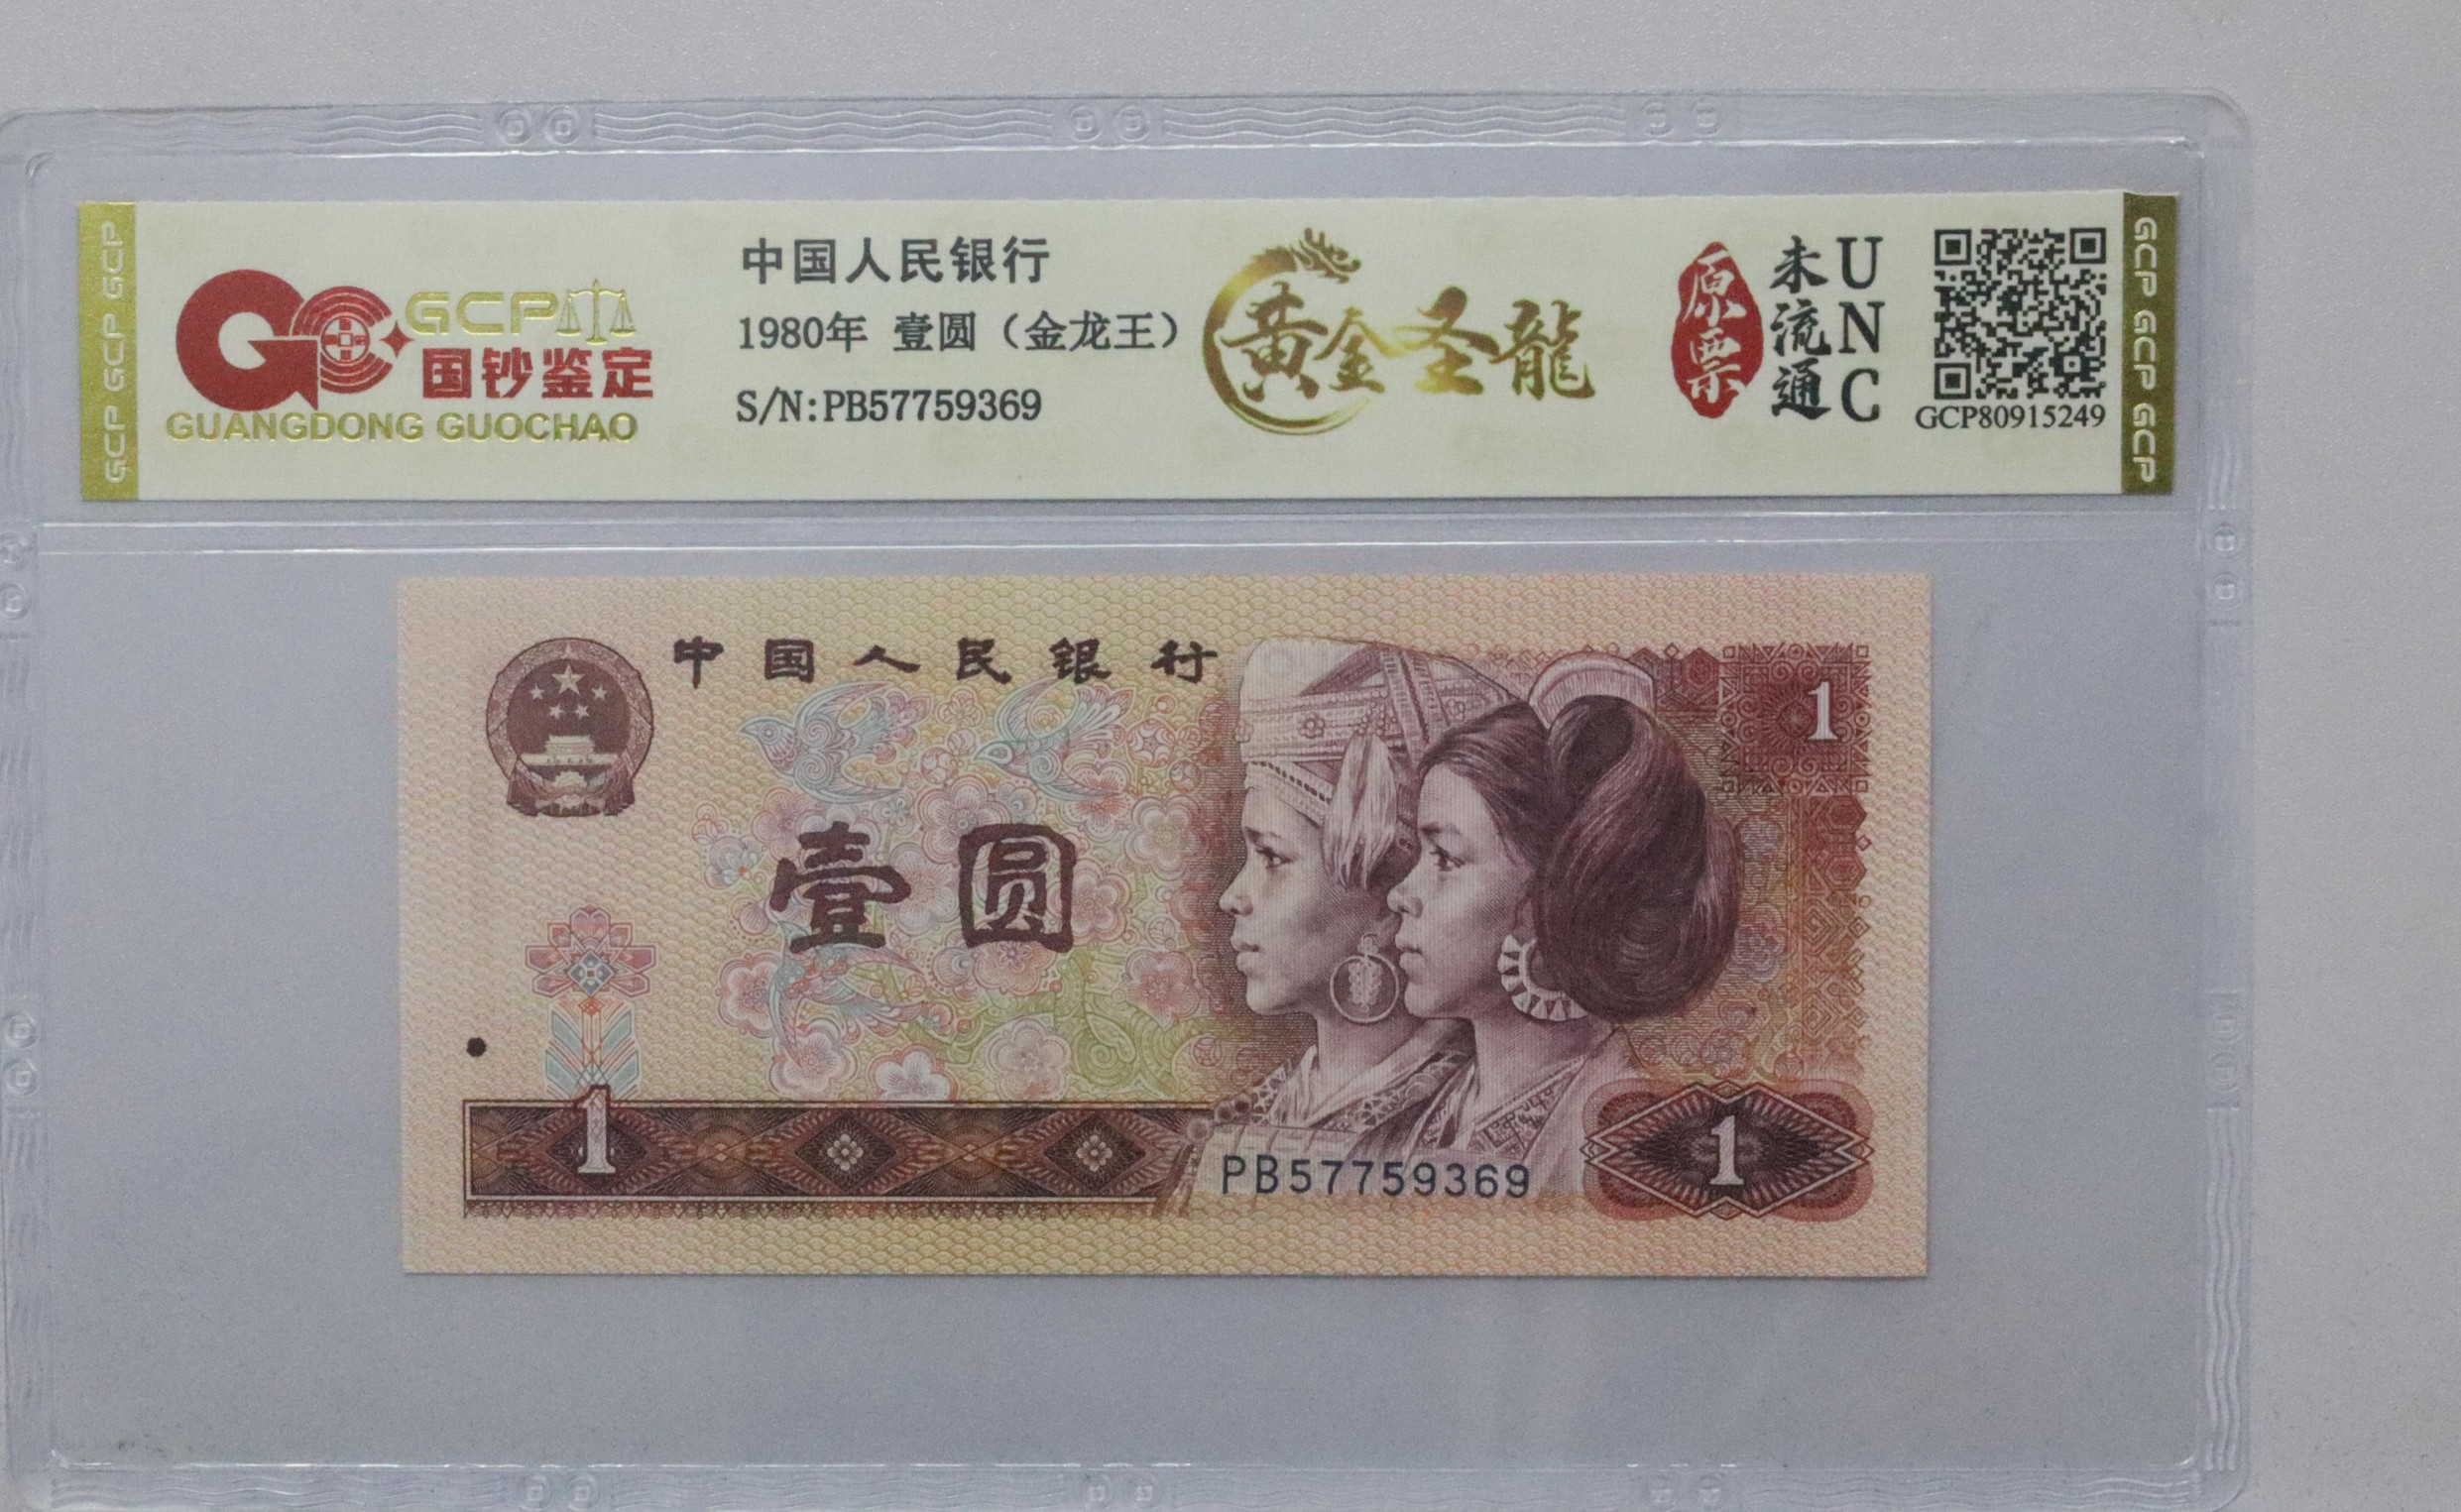 GCP GCP GCP
GCP
国钞鉴定
GUANGDONG GUOCHAO
中国人民银行
1980年 壹圆（金龙王）
S/N:PB57759369
黄金圣龍
原票
未流通
UNC
GCP80915249
GCP GCP GCP
中国人民银行
1
壹圆
1
PB57759369
1